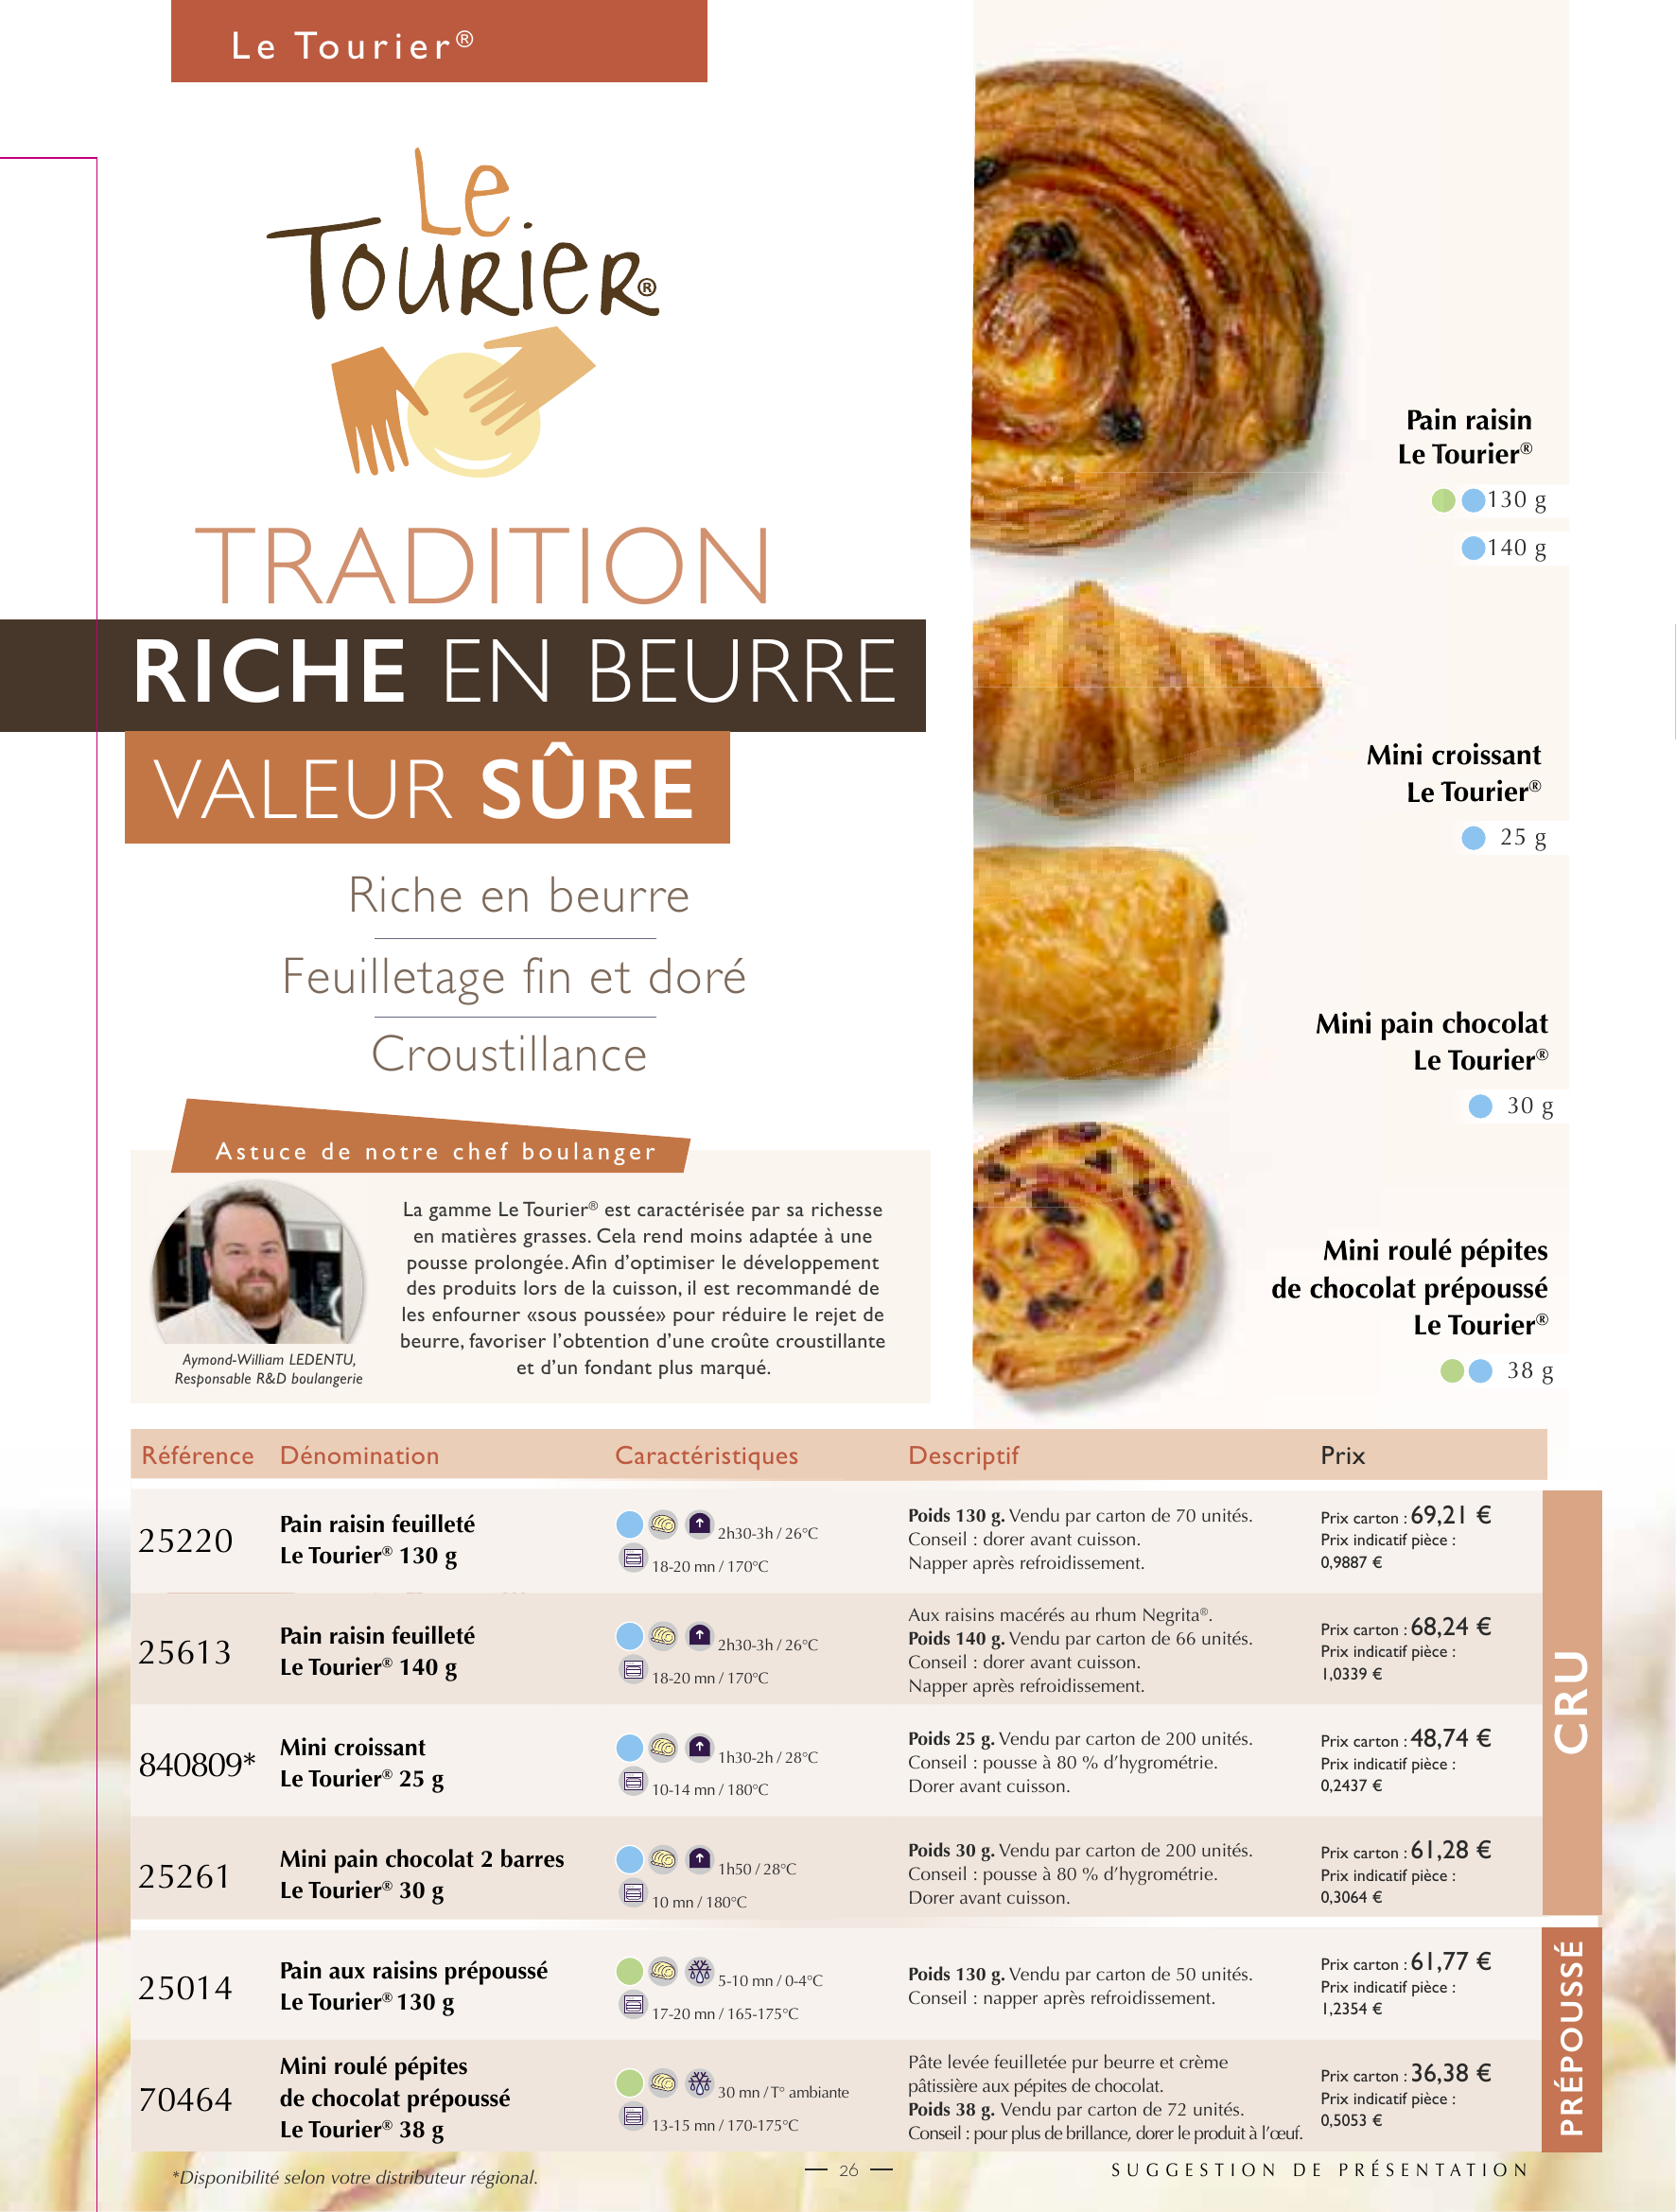 Le Tourier®
Le
Tourier®
TRADITION
RICHE EN BEURRE
VALEUR SÛRE
Riche en beurre
Feuilletage fin et doré
Croustillance
Pain raisin
Le Tourier®
130 g
140 g
Mini croissant
Le Tourier®
25 g
Mini pain chocolat
Le Tourier®
30 g
Mini roulé pépites
de chocolat prépoussé
Le Tourier®
38 g
Astuce de notre chef boulanger
La gamme Le Tourier® est caractérisée par sa richesse
en matières grasses. Cela rend moins adaptée à une
pousse prolongée. Afin d'optimiser le développement
des produits lors de la cuisson, il est recommandé de
les enfourner «sous poussée» pour réduire le rejet de
beurre, favoriser l'obtention d'une croûte croustillante
et d'un fondant plus marqué.
Aymond-William LEDENTU,
Responsable R&D boulangerie
Référence Dénomination Caractéristiques Descriptif Prix
25220
Pain raisin feuilleté
Le Tourier® 130 g
2h30-3h / 26°C
18-20 mn / 170°C
Poids 130 g. Vendu par carton de 70 unités.
Conseil : dorer avant cuisson.
Napper après refroidissement.
Prix carton : 69,21 €
Prix indicatif pièce :
0,9887 €
25613
Pain raisin feuilleté
Le Tourier® 140 g
2h30-3h / 26°C
18-20 mn / 170°C
Aux raisins macérés au rhum Negrita®.
Poids 140 g. Vendu par carton de 66 unités.
Conseil : dorer avant cuisson.
Napper après refroidissement.
Prix carton : 68,24 €
Prix indicatif pièce :
1,0339 €
840809*
Mini croissant
Le Tourier® 25 g
1h30-2h / 28°C
10-14 mn / 180°C
Poids 25 g. Vendu par carton de 200 unités.
Conseil : pousse à 80 % d'hygrométrie.
Dorer avant cuisson.
Prix carton : 48,74 €
Prix indicatif pièce :
0,2437 €
25261
Mini pain chocolat 2 barres
Le Tourier® 30 g
1h50 / 28°C
10 mn / 180°C
Poids 30 g. Vendu par carton de 200 unités.
Conseil : pousse à 80 % d'hygrométrie.
Dorer avant cuisson.
Prix carton : 61,28 €
Prix indicatif pièce :
0,3064 €
CRU
25014
Pain aux raisins prépoussé
Le Tourier® 130 g
5-10 mn / 0-4°C
17-20 mn / 165-175°C
Poids 130 g. Vendu par carton de 50 unités.
Conseil : napper après refroidissement.
Prix carton : 61,77 €
Prix indicatif pièce :
1,2354 €
70464
Mini roulé pépites
de chocolat prépoussé
Le Tourier® 38 g
30 mn / T° ambiante
13-15 mn / 170-175°C
Pâte levée feuilletée pur beurre et crème
pâtissière aux pépites de chocolat.
Poids 38 g. Vendu par carton de 72 unités.
Conseil : pour plus de brillance, dorer le produit à l'œuf.
Prix carton : 36,38 €
Prix indicatif pièce :
0,5053 €
PRÉPOUSSÉ
*Disponibilité selon votre distributeur régional.
— 26 —
SUGGESTION DE PRÉSENTATION